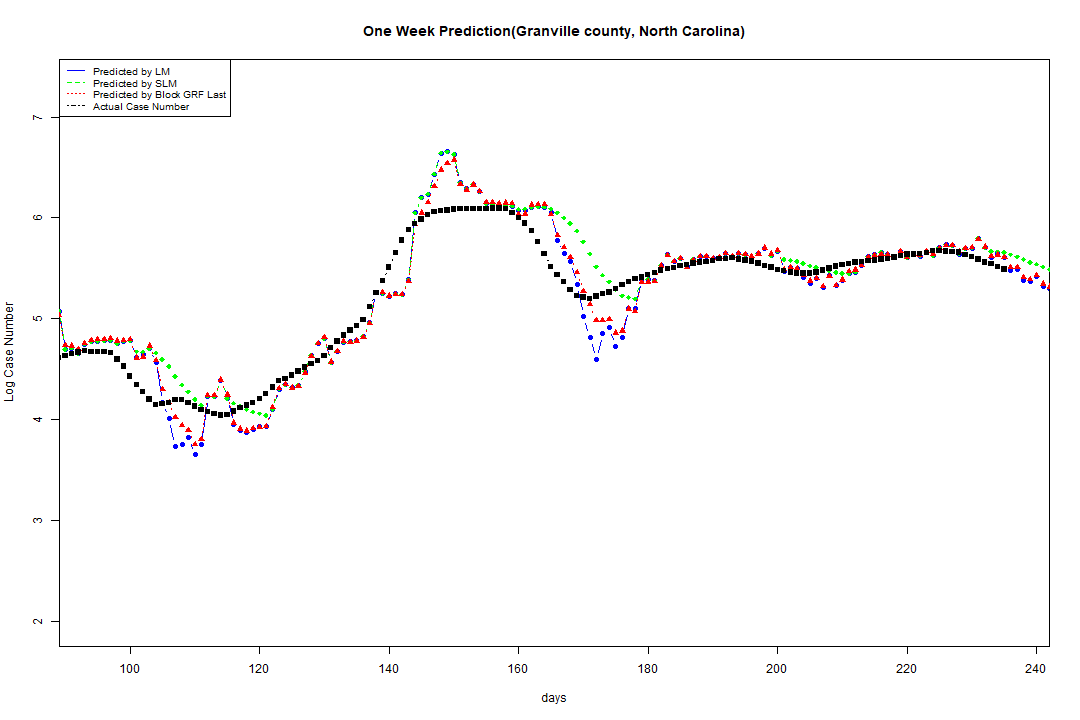 One Week Prediction(Granville county, North Carolina)
Predicted by LM
Predicted by SLM
Predicted by Block GRF Last
Actual Case Number
Log Case Number
7
6
5
4
3
2
100 120 140 160 180 200 220 240
days